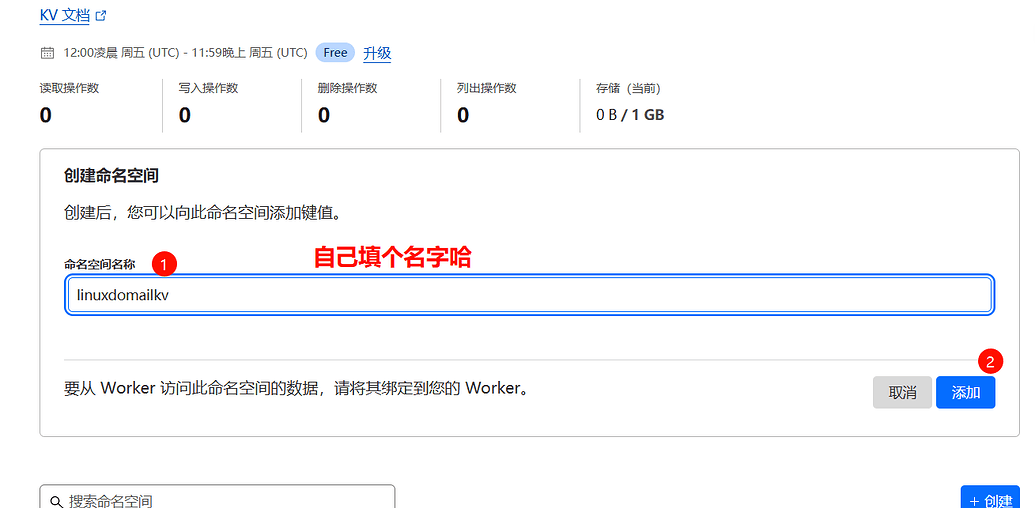 KV 文档
12:00凌晨 周五 (UTC) - 11:59晚上 周五 (UTC) Free 升级
读取操作数 写入操作数 删除操作数 列出操作数 存储（当前）
0 0 0 0 0 B / 1 GB
创建命名空间
创建后，您可以向此命名空间添加键值。
命名空间名称 1 自己填个名字哈
linuxdomailkv
2
要从 Worker 访问此命名空间的数据，请将其绑定到您的 Worker。 取消 添加
搜索命名空间 + 创建